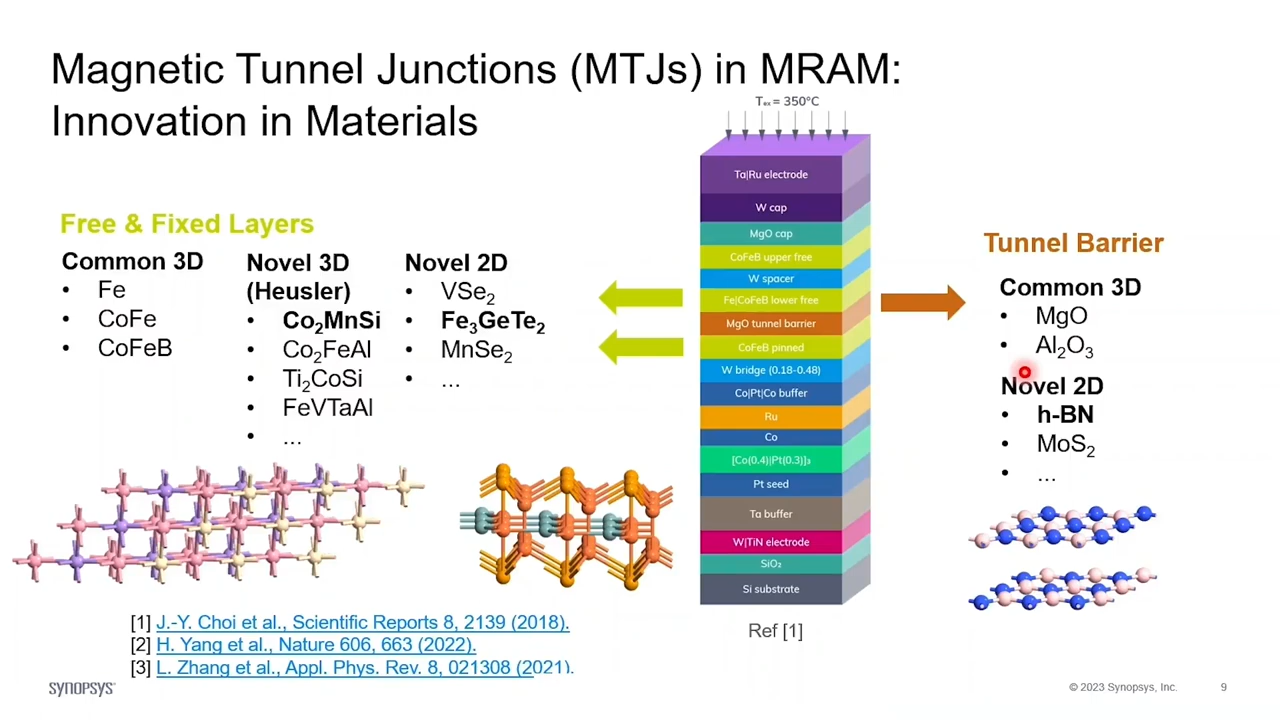 Magnetic Tunnel Junctions (MTJs) in MRAM:
Innovation in Materials
Free & Fixed Layers
Common 3D
• Fe
• CoFe
• CoFeB
Novel 3D
(Heusler)
• Co₂MnSi
• Co₂FeAl
• Ti₂CoSi
• FeVTaAl
• ...
Novel 2D
• VSe₂
• Fe₃GeTe₂
• MnSe₂
• ...
Tₑₓ = 350°C
Ta|Ru electrode
W cap
MgO cap
CoFeB upper free
W spacer
Fe|CoFeB lower free
MgO tunnel barrier
CoFeB pinned
W bridge (0.18-0.48)
Co|Pt|Co buffer
Ru
Co
[Co(0.4)|Pt(0.3)]₃
Pt seed
Ta buffer
W|TiN electrode
SiO₂
Si substrate
Ref [1]
Tunnel Barrier
Common 3D
• MgO
• Al₂O₃
Novel 2D
• h-BN
• MoS₂
• ...
[1] J.-Y. Choi et al., Scientific Reports 8, 2139 (2018).
[2] H. Yang et al., Nature 606, 663 (2022).
[3] L. Zhang et al., Appl. Phys. Rev. 8, 021308 (2021).
SYNOPSYS®
© 2023 Synopsys, Inc.
9